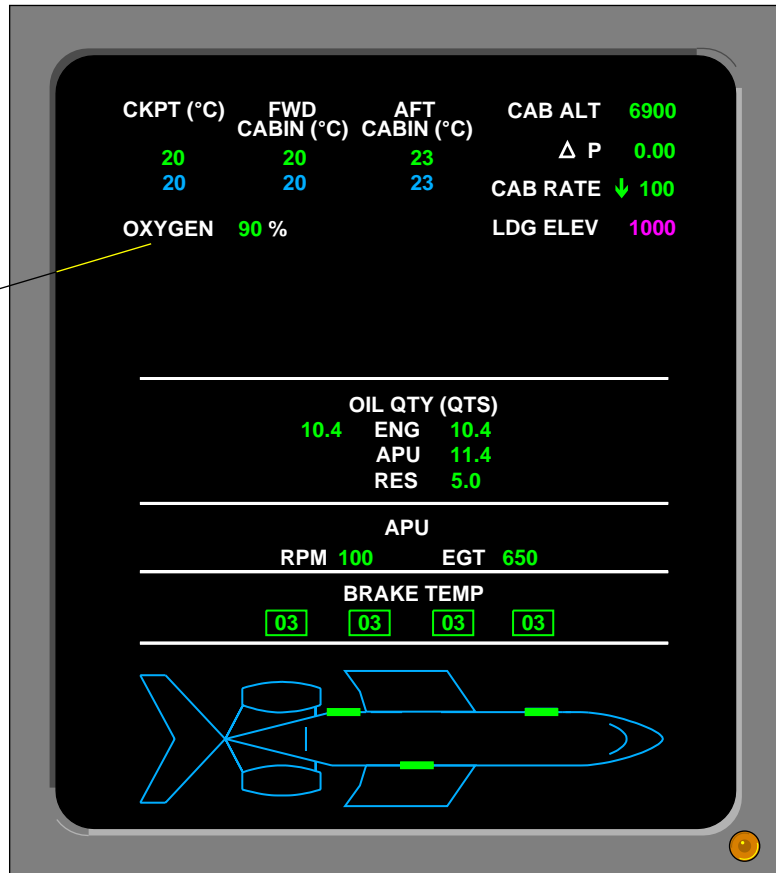 CKPT (°C) FWD CABIN (°C) AFT CABIN (°C)
20 20 23
20 20 23
OXYGEN 90 %
CAB ALT 6900
Δ P 0.00
CAB RATE ↓ 100
LDG ELEV 1000
OIL QTY (QTS)
10.4 ENG 10.4
APU 11.4
RES 5.0
APU
RPM 100 EGT 650
BRAKE TEMP
03 03 03 03